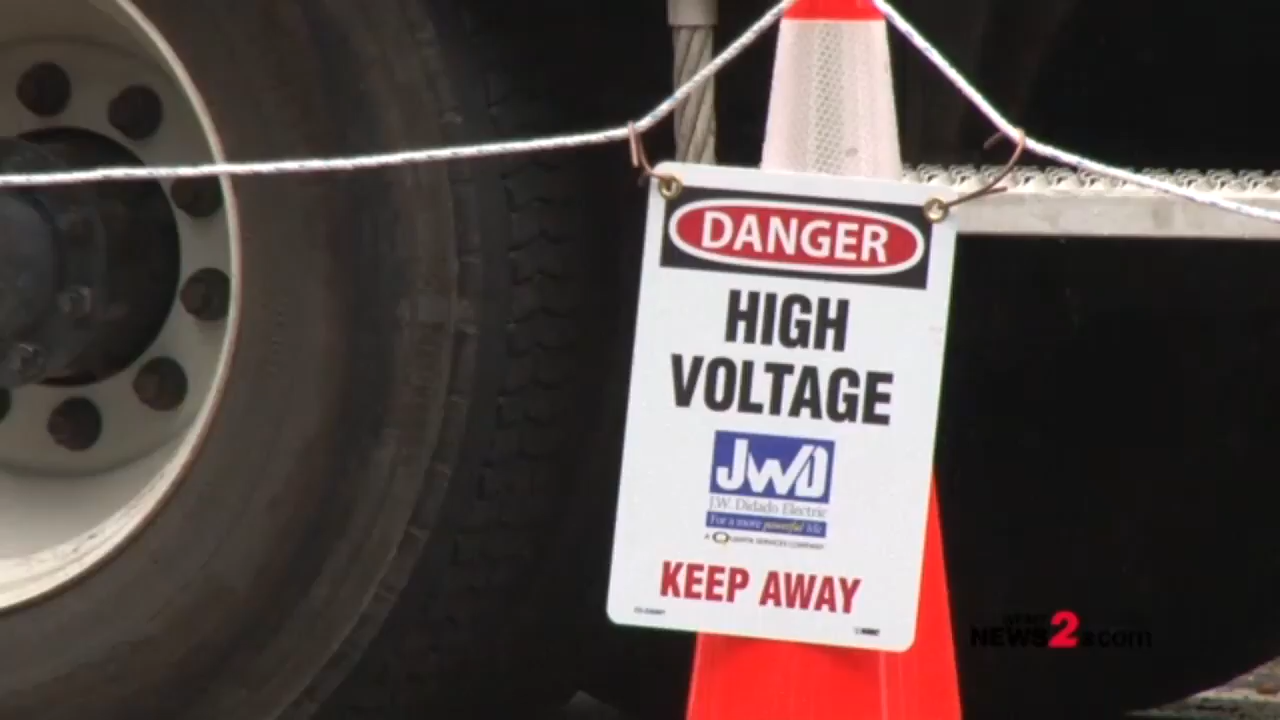 DANGER
HIGH
VOLTAGE
JWD
J.W. Didado Electric
For a more powerful life
A QUANTA SERVICES COMPANY
KEEP AWAY
NEWS2.com